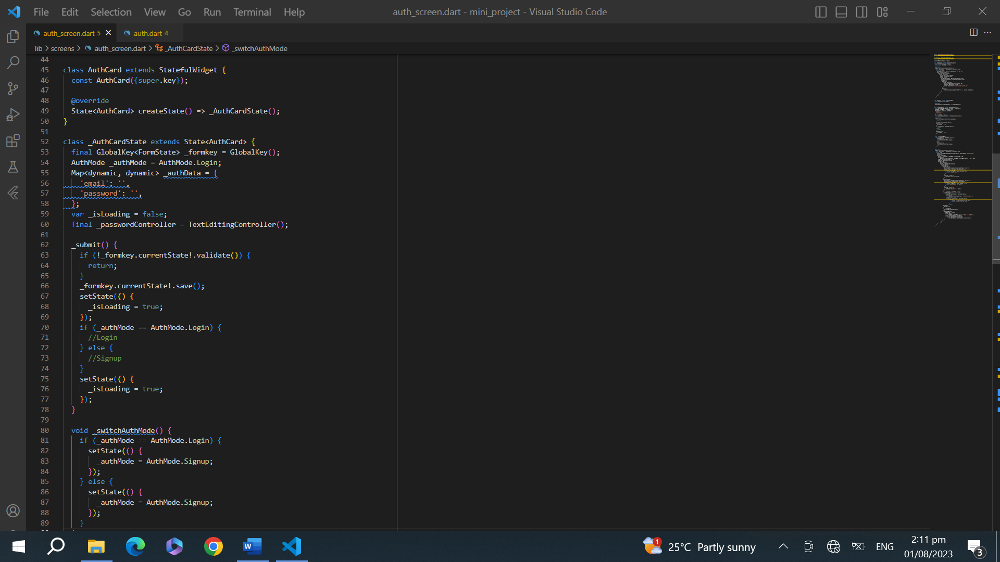 File Edit Selection View Go Run Terminal Help
auth_screen.dart - mini_project - Visual Studio Code
auth_screen.dart 5
auth.dart 4
lib > screens > auth_screen.dart > _AuthCardState > _switchAuthMode
44
45 class AuthCard extends StatefulWidget {
46 const AuthCard({super.key});
47
48 @override
49 State<AuthCard> createState() => _AuthCardState();
50 }
51
52 class _AuthCardState extends State<AuthCard> {
53 final GlobalKey<FormState> _formkey = GlobalKey();
54 AuthMode _authMode = AuthMode.Login;
55 Map<dynamic, dynamic> _authData = {
56 'email': '',
57 'password': '',
58 };
59 var _isLoading = false;
60 final _passwordController = TextEditingController();
61
62 _submit() {
63 if (!_formkey.currentState!.validate()) {
64 return;
65 }
66 _formkey.currentState!.save();
67 setState(() {
68 _isLoading = true;
69 });
70 if (_authMode == AuthMode.Login) {
71 //Login
72 } else {
73 //Signup
74 }
75 setState(() {
76 _isLoading = true;
77 });
78 }
79
80 void _switchAuthMode() {
81 if (_authMode == AuthMode.Login) {
82 setState(() {
83 _authMode = AuthMode.Signup;
84 });
85 } else {
86 setState(() {
87 _authMode = AuthMode.Signup;
88 });
89 }
W
1
25°C Partly sunny
ENG
2:11 pm
01/08/2023
3